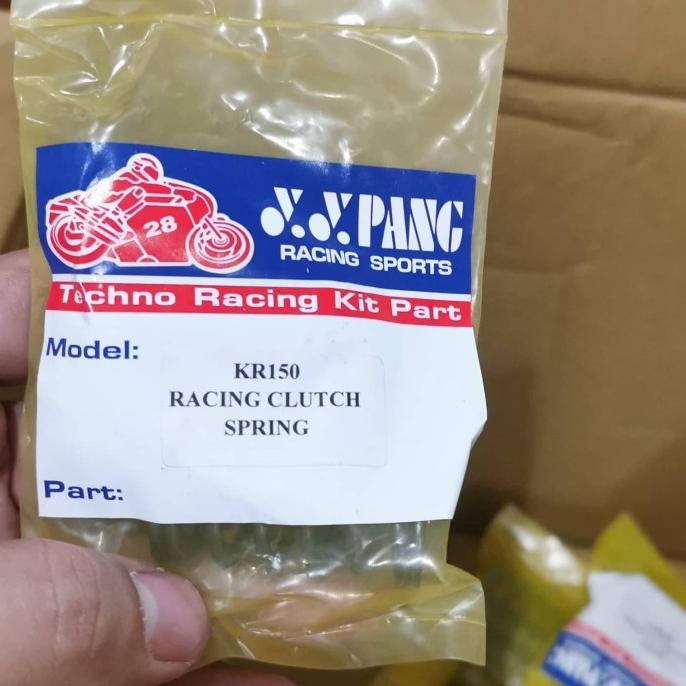 28
Y.Y.PANG
RACING SPORTS
Techno Racing Kit Part
Model:
KR150
RACING CLUTCH
SPRING
Part: